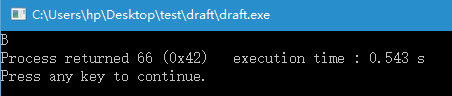 C:\Users\hp\Desktop\test\draft\draft.exe
B
Process returned 66 (0x42)   execution time : 0.543 s
Press any key to continue.